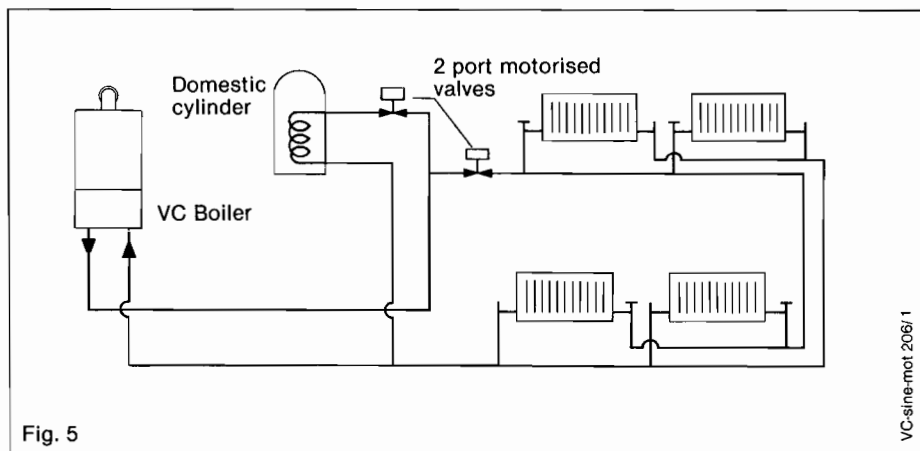 Domestic
cylinder
2 port motorised
valves
VC Boiler
Fig. 5
VC-sine-mot 206/1